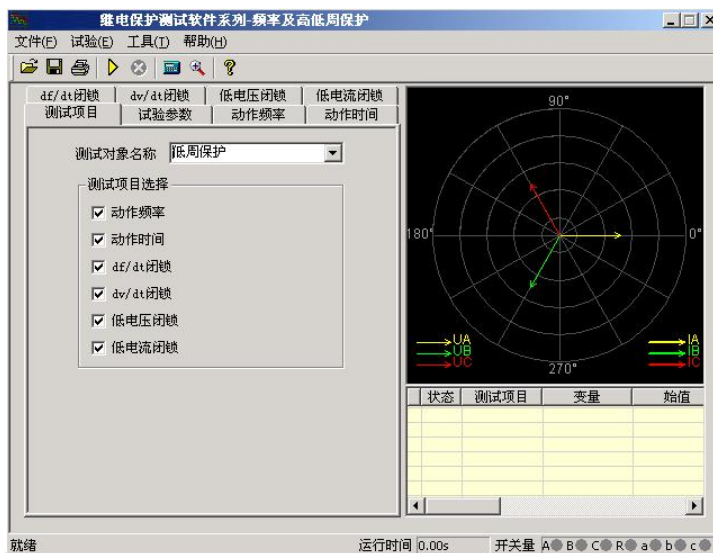 继电保护测试软件系列-频率及高低周保护
文件(F) 试验(E) 工具(T) 帮助(H)
df/dt闭锁 dv/dt闭锁 低电压闭锁 低电流闭锁
测试项目 试验参数 动作频率 动作时间
测试对象名称 低周保护
测试项目选择
动作频率
动作时间
df/dt闭锁
dv/dt闭锁
低电压闭锁
低电流闭锁
90°
180° 0°
270°
UA IA
UB IB
UC IC
状态 测试项目 变量 始值
就绪 运行时间 0.00s 开关量 A B C R a b c